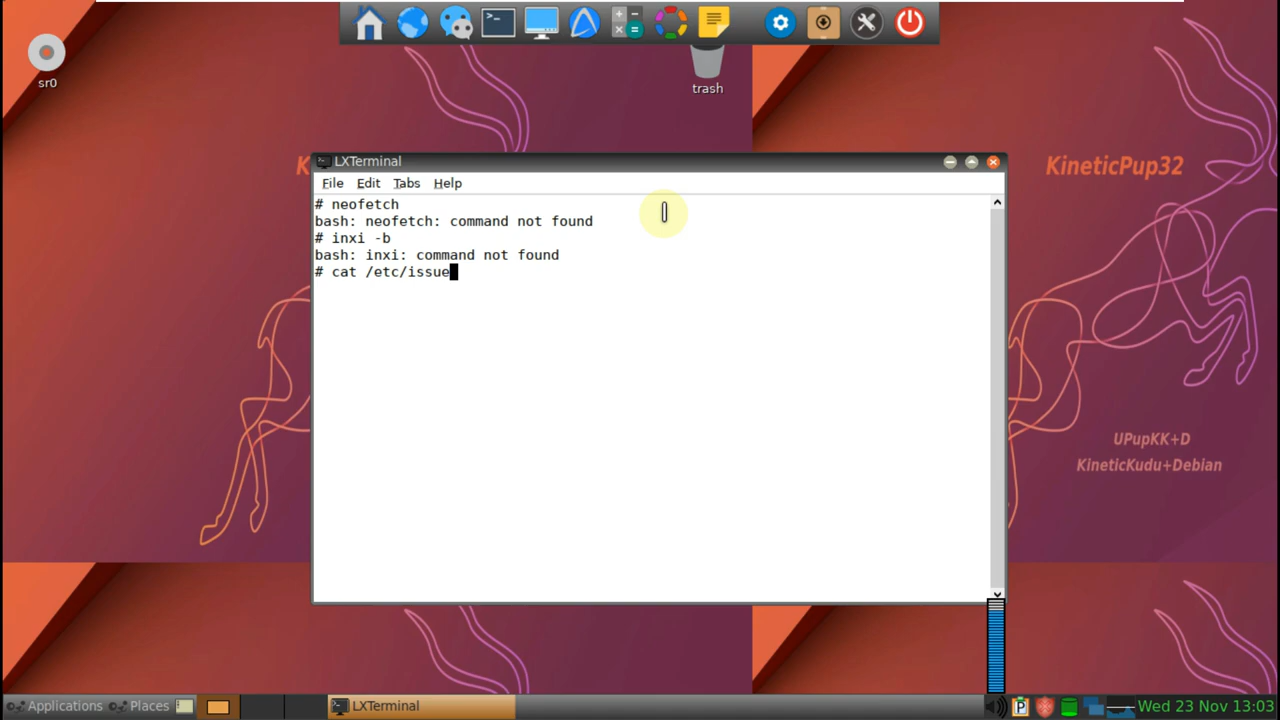 sr0
trash
K
KineticPup32
LXTerminal
File Edit Tabs Help
# neofetch
bash: neofetch: command not found
# inxi -b
bash: inxi: command not found
# cat /etc/issue
UPupKK+D
KineticKudu+Debian
Applications Places LXTerminal P Wed 23 Nov 13:03